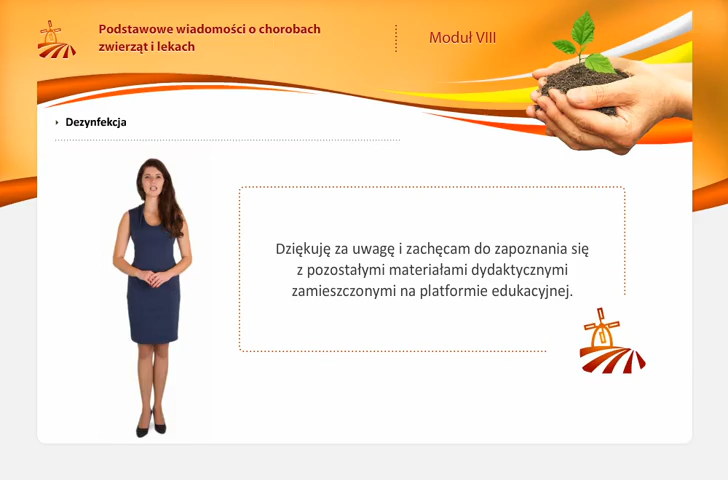 Podstawowe wiadomości o chorobach
zwierząt i lekach
Moduł VIII
Dezynfekcja
Dziękuję za uwagę i zachęcam do zapoznania się
z pozostałymi materiałami dydaktycznymi
zamieszczonymi na platformie edukacyjnej.